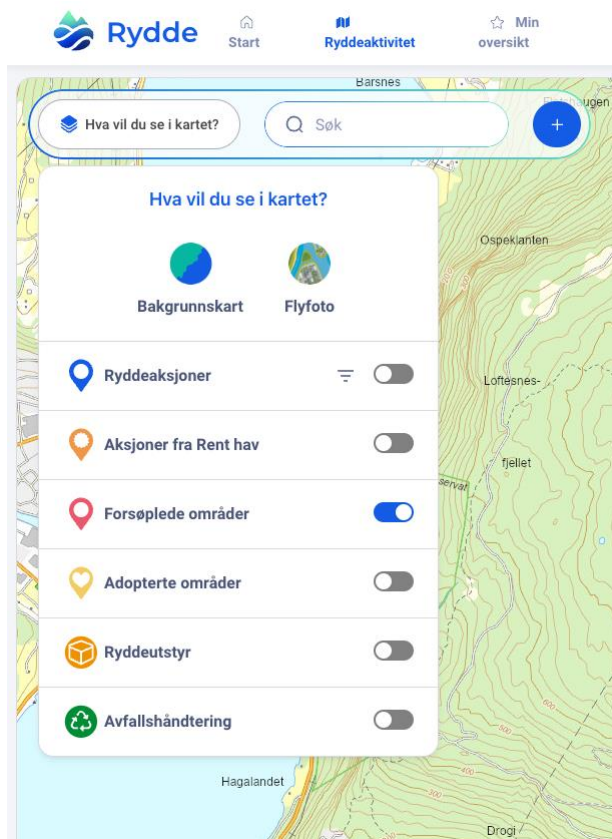 Rydde
Start
Ryddeaktivitet
Min
oversikt
Barsnes
Hva vil du se i kartet?
Søk
+
Hva vil du se i kartet?
Bakgrunnskart
Flyfoto
Ospeklanten
Ryddeaksjoner
Loftesnes-
Aksjoner fra Rent hav
fjellet
Forsøplede områder
Adopterte områder
Ryddeutstyr
Avfallshåndtering
Hagalandet
Drogi